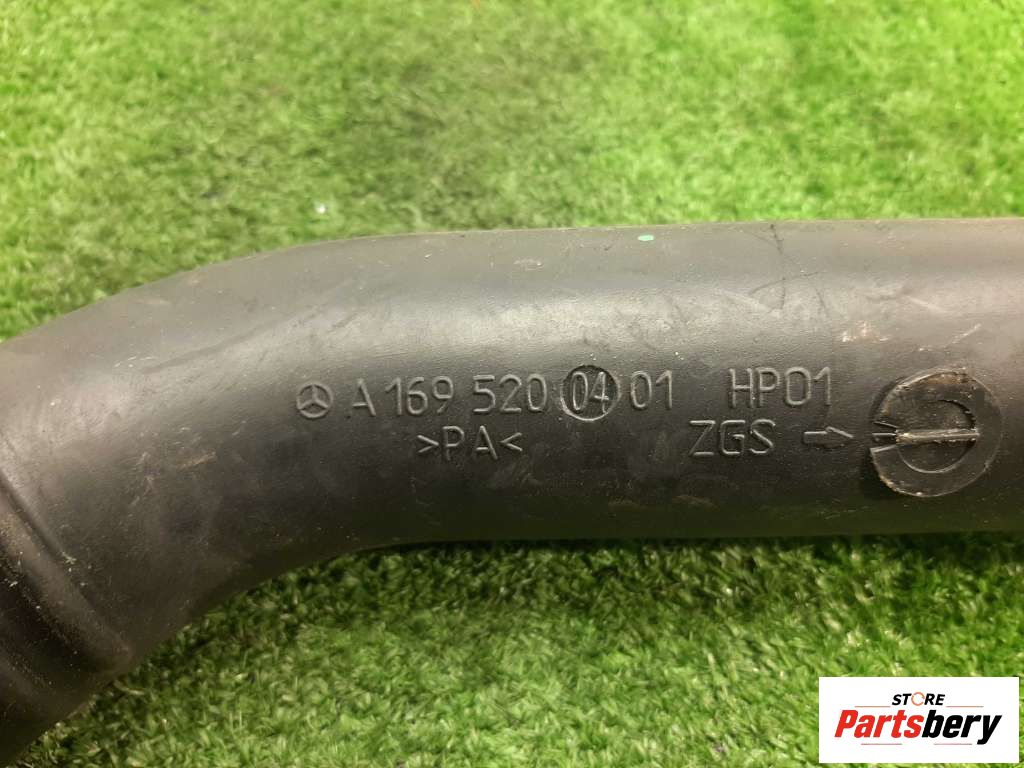 A 169 520 04 01 HP01
>PA< ZGS →
STORE
Partsbery